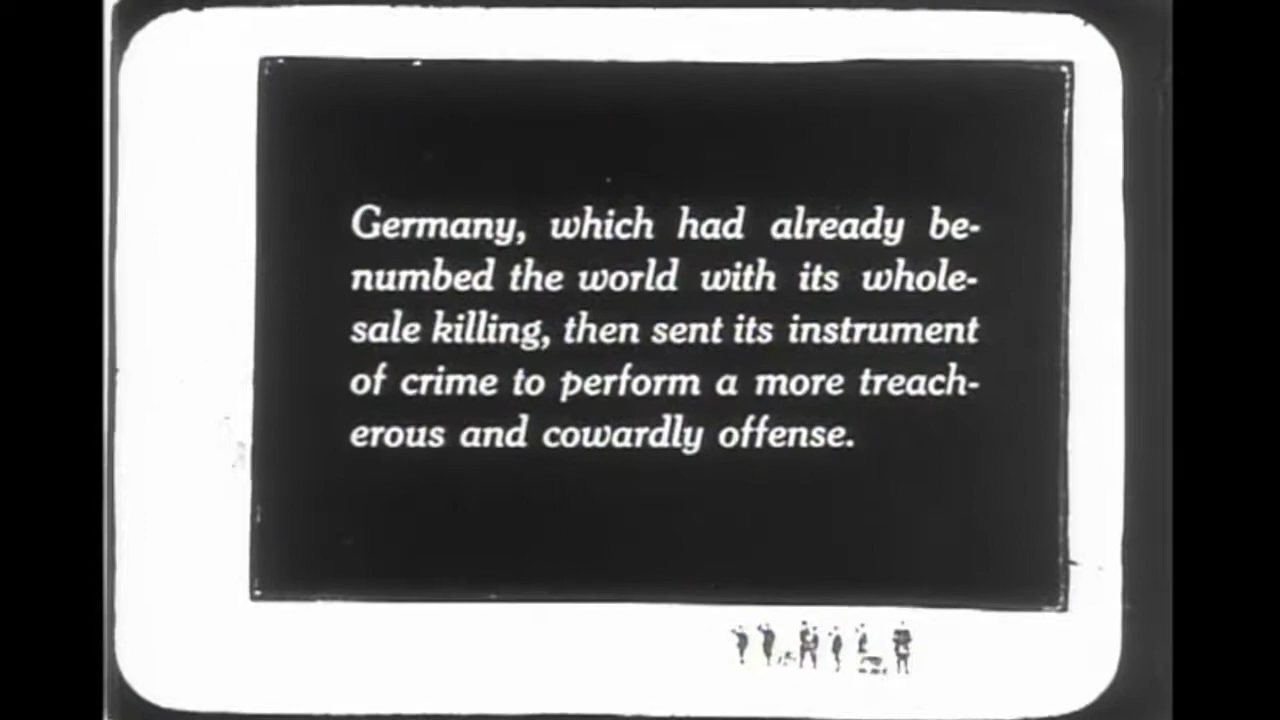 Germany, which had already be-
numbed the world with its whole-
sale killing, then sent its instrument
of crime to perform a more treach-
erous and cowardly offense.